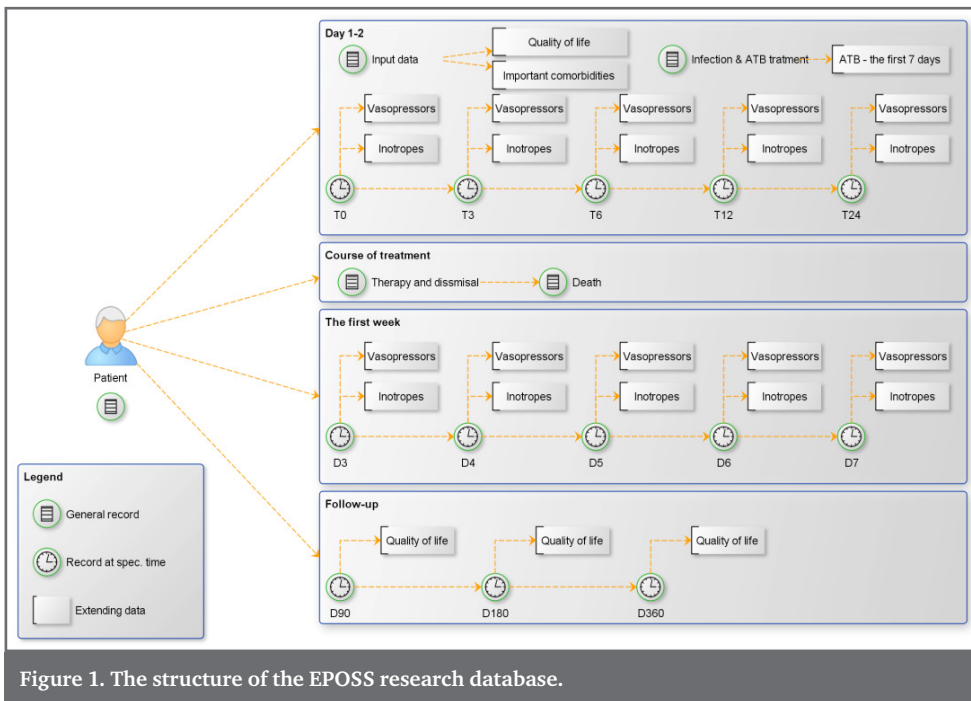 Day 1-2
Input data
Quality of life
Important comorbidities
Infection & ATB tratment
ATB - the first 7 days
Vasopressors
Vasopressors
Vasopressors
Vasopressors
Vasopressors
Inotropes
Inotropes
Inotropes
Inotropes
Inotropes
T0
T3
T6
T12
T24
Course of treatment
Therapy and dissmisal
Death
The first week
Vasopressors
Vasopressors
Vasopressors
Vasopressors
Vasopressors
Inotropes
Inotropes
Inotropes
Inotropes
Inotropes
D3
D4
D5
D6
D7
Patient
Legend
General record
Record at spec. time
Extending data
Follow-up
Quality of life
Quality of life
Quality of life
D90
D180
D360
Figure 1. The structure of the EPOSS research database.